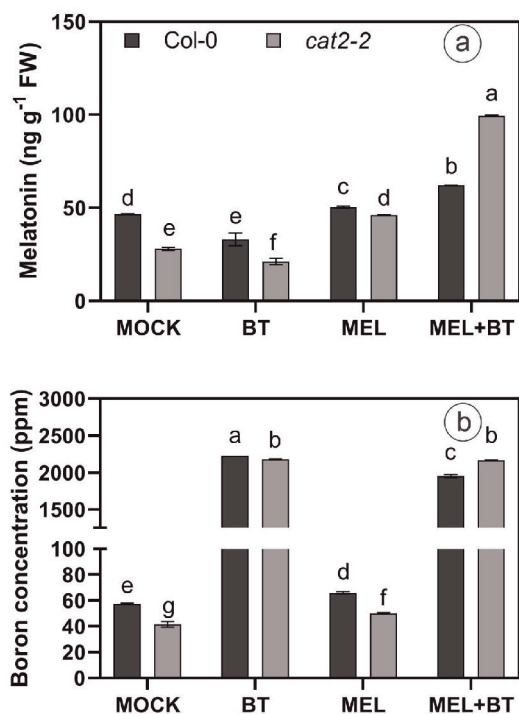 Col-0 cat2-2 a
Melatonin (ng g⁻¹ FW)
150
100
50
0
d e e f c d b a
MOCK BT MEL MEL+BT
b
Boron concentration (ppm)
3000
2500
2000
1500
100
80
60
40
20
0
e g a b d f c b
MOCK BT MEL MEL+BT